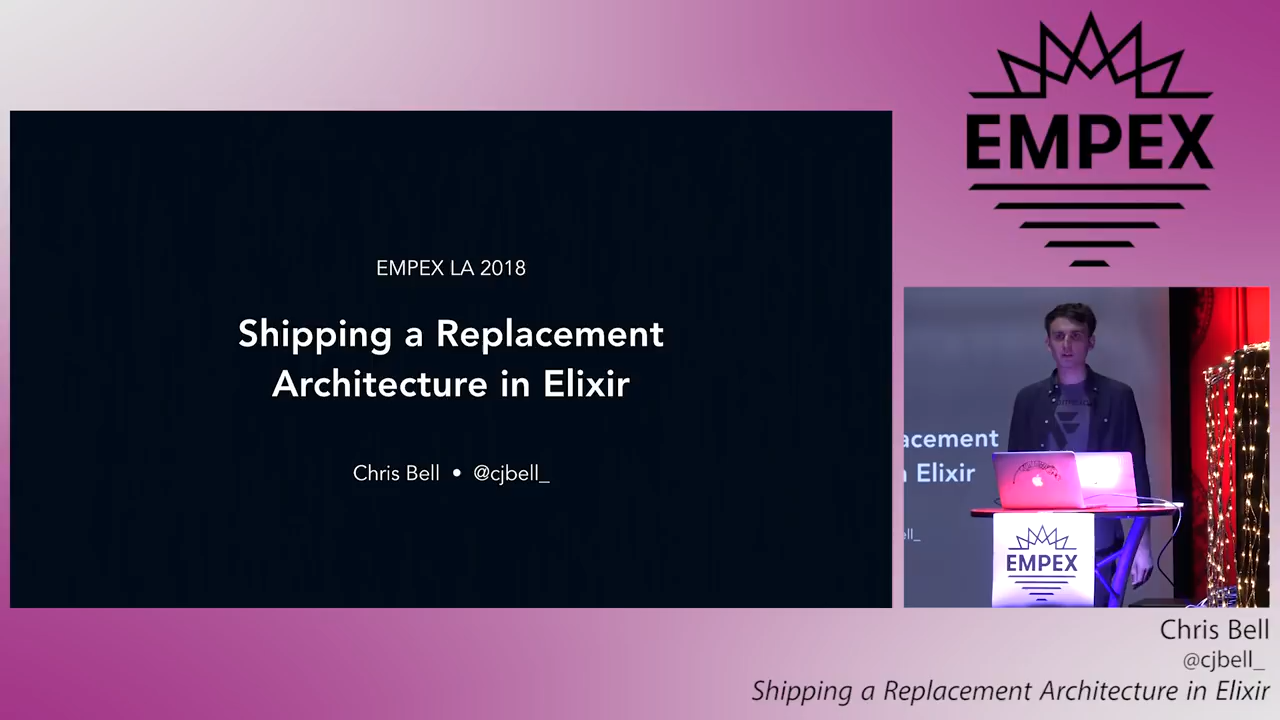 EMPEX
EMPEX LA 2018
Shipping a Replacement
Architecture in Elixir
Chris Bell • @cjbell_
acement
Elixir
ell_
EMPEX
Chris Bell
@cjbell_
Shipping a Replacement Architecture in Elixir